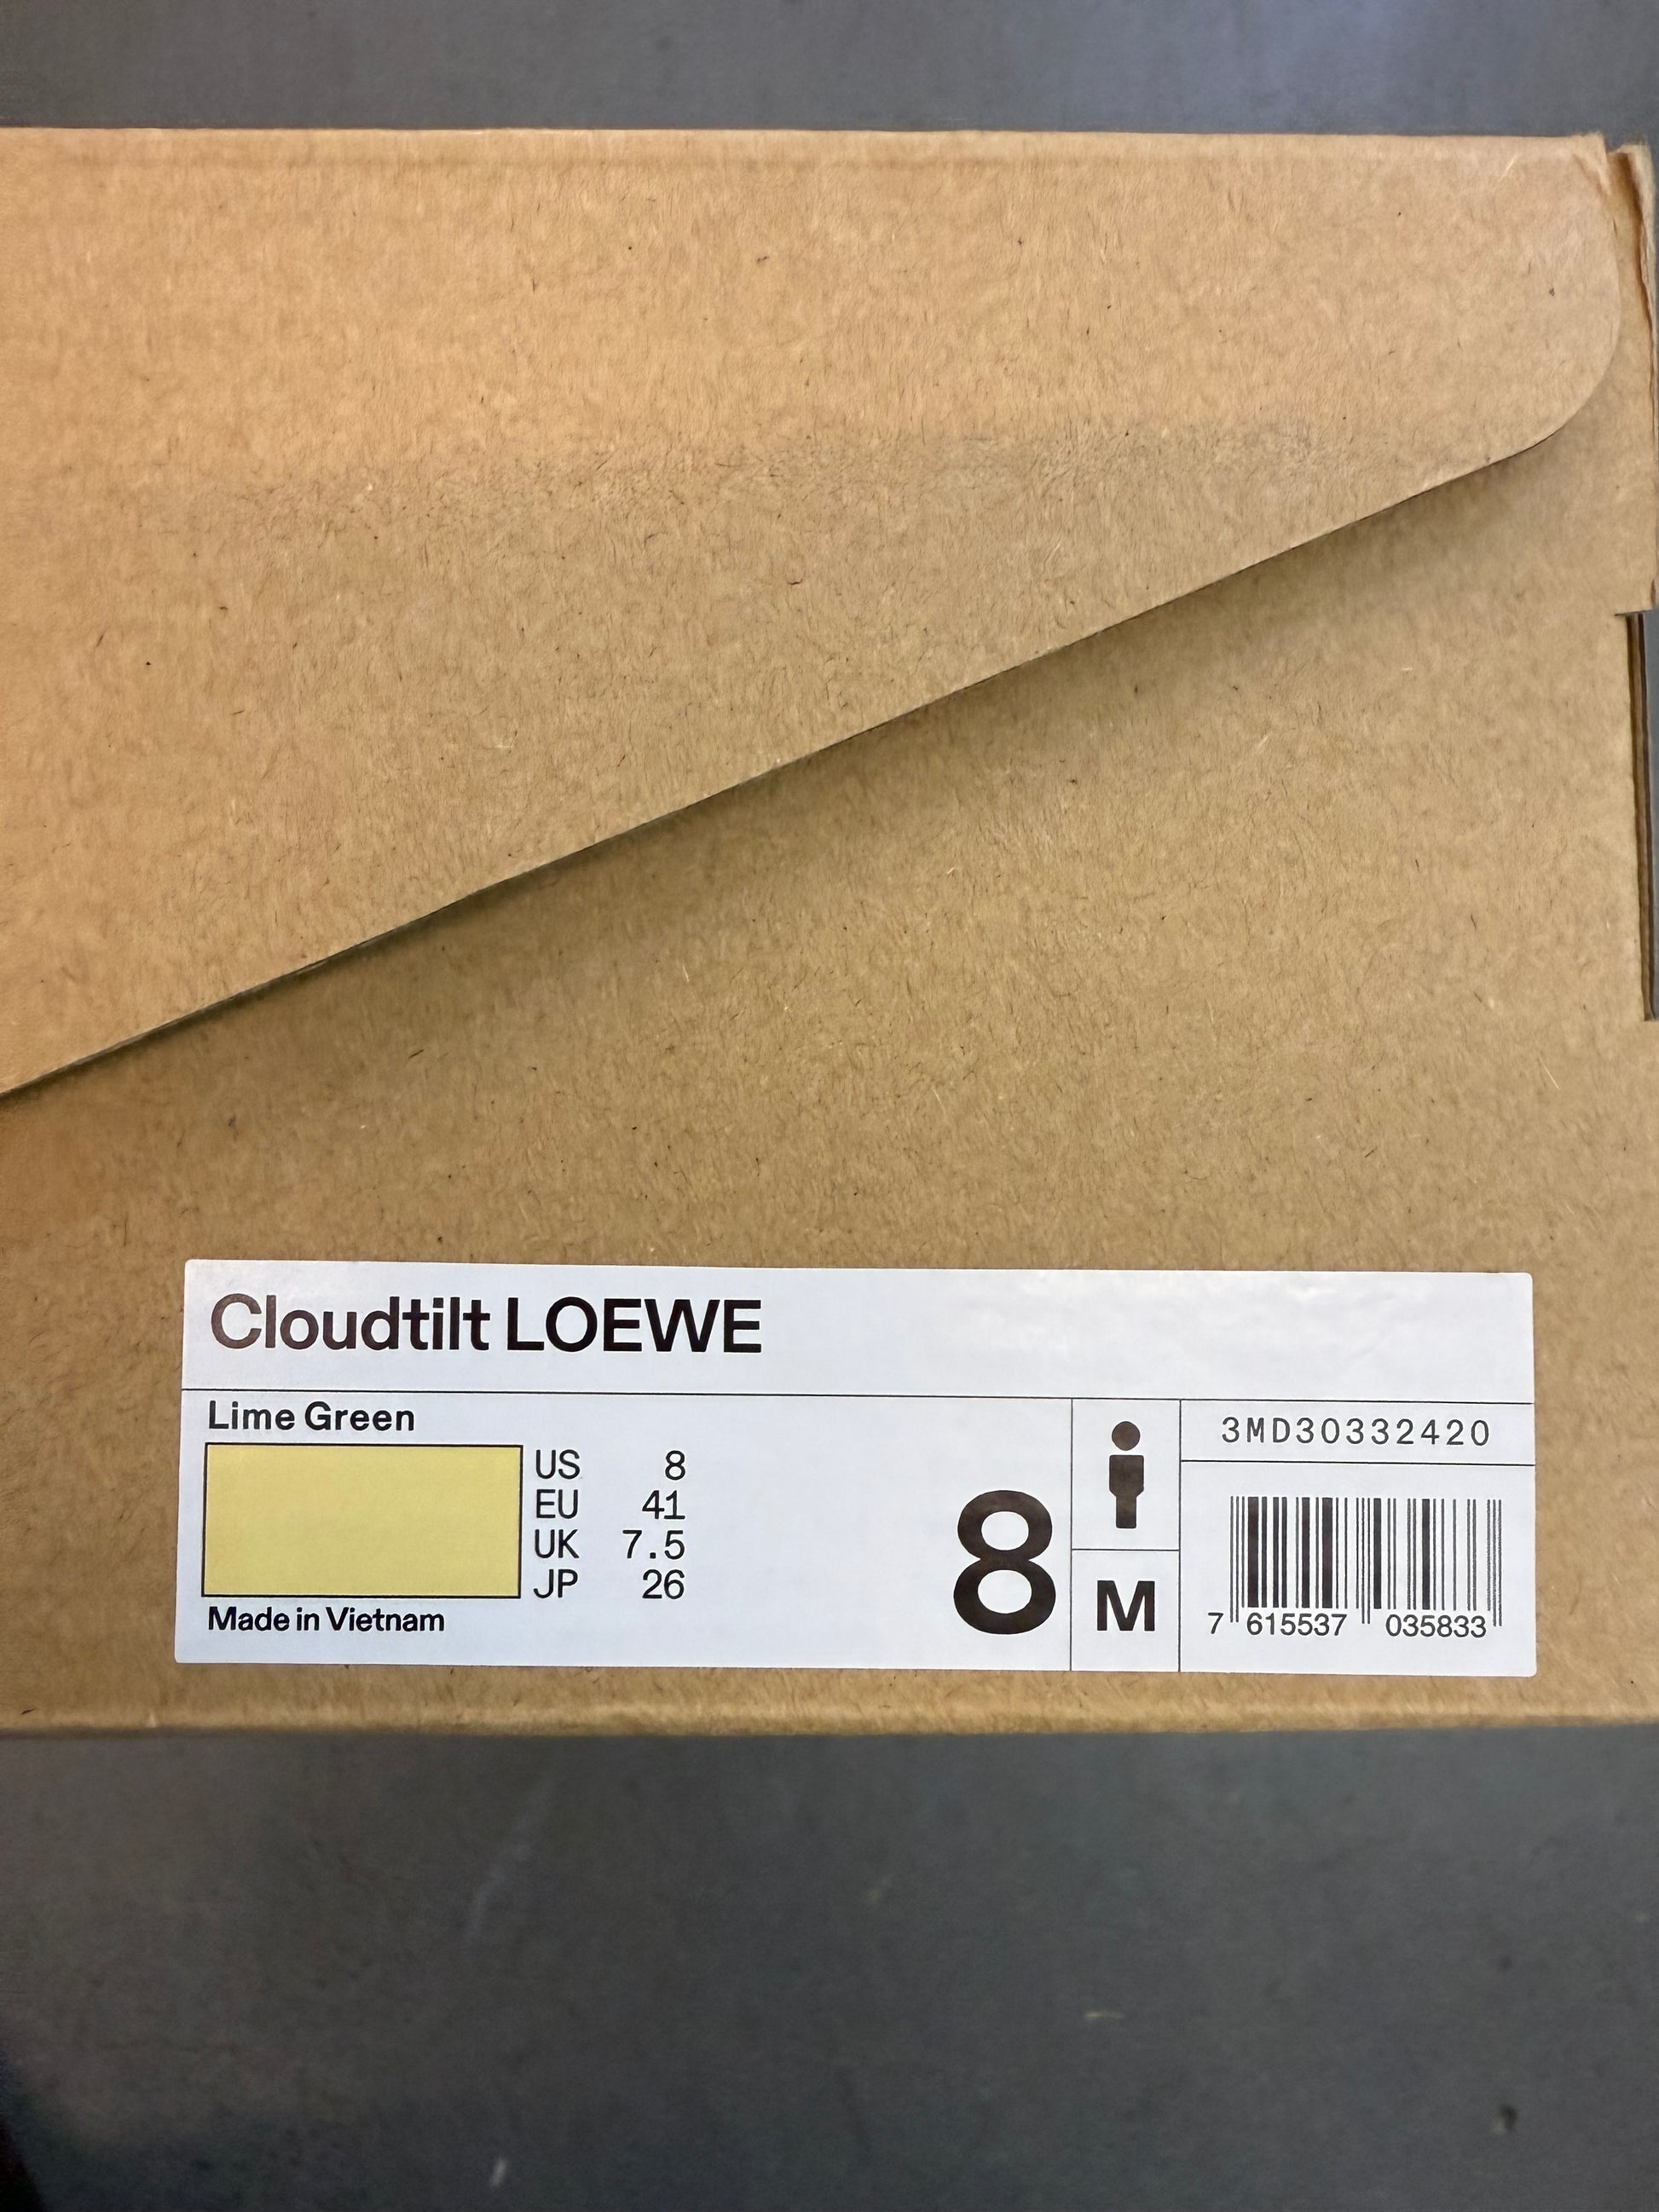 Cloudtilt LOEWE
Lime Green
US 8
EU 41
UK 7.5
JP 26
Made in Vietnam
8
M
3MD30332420
7 615537 035833